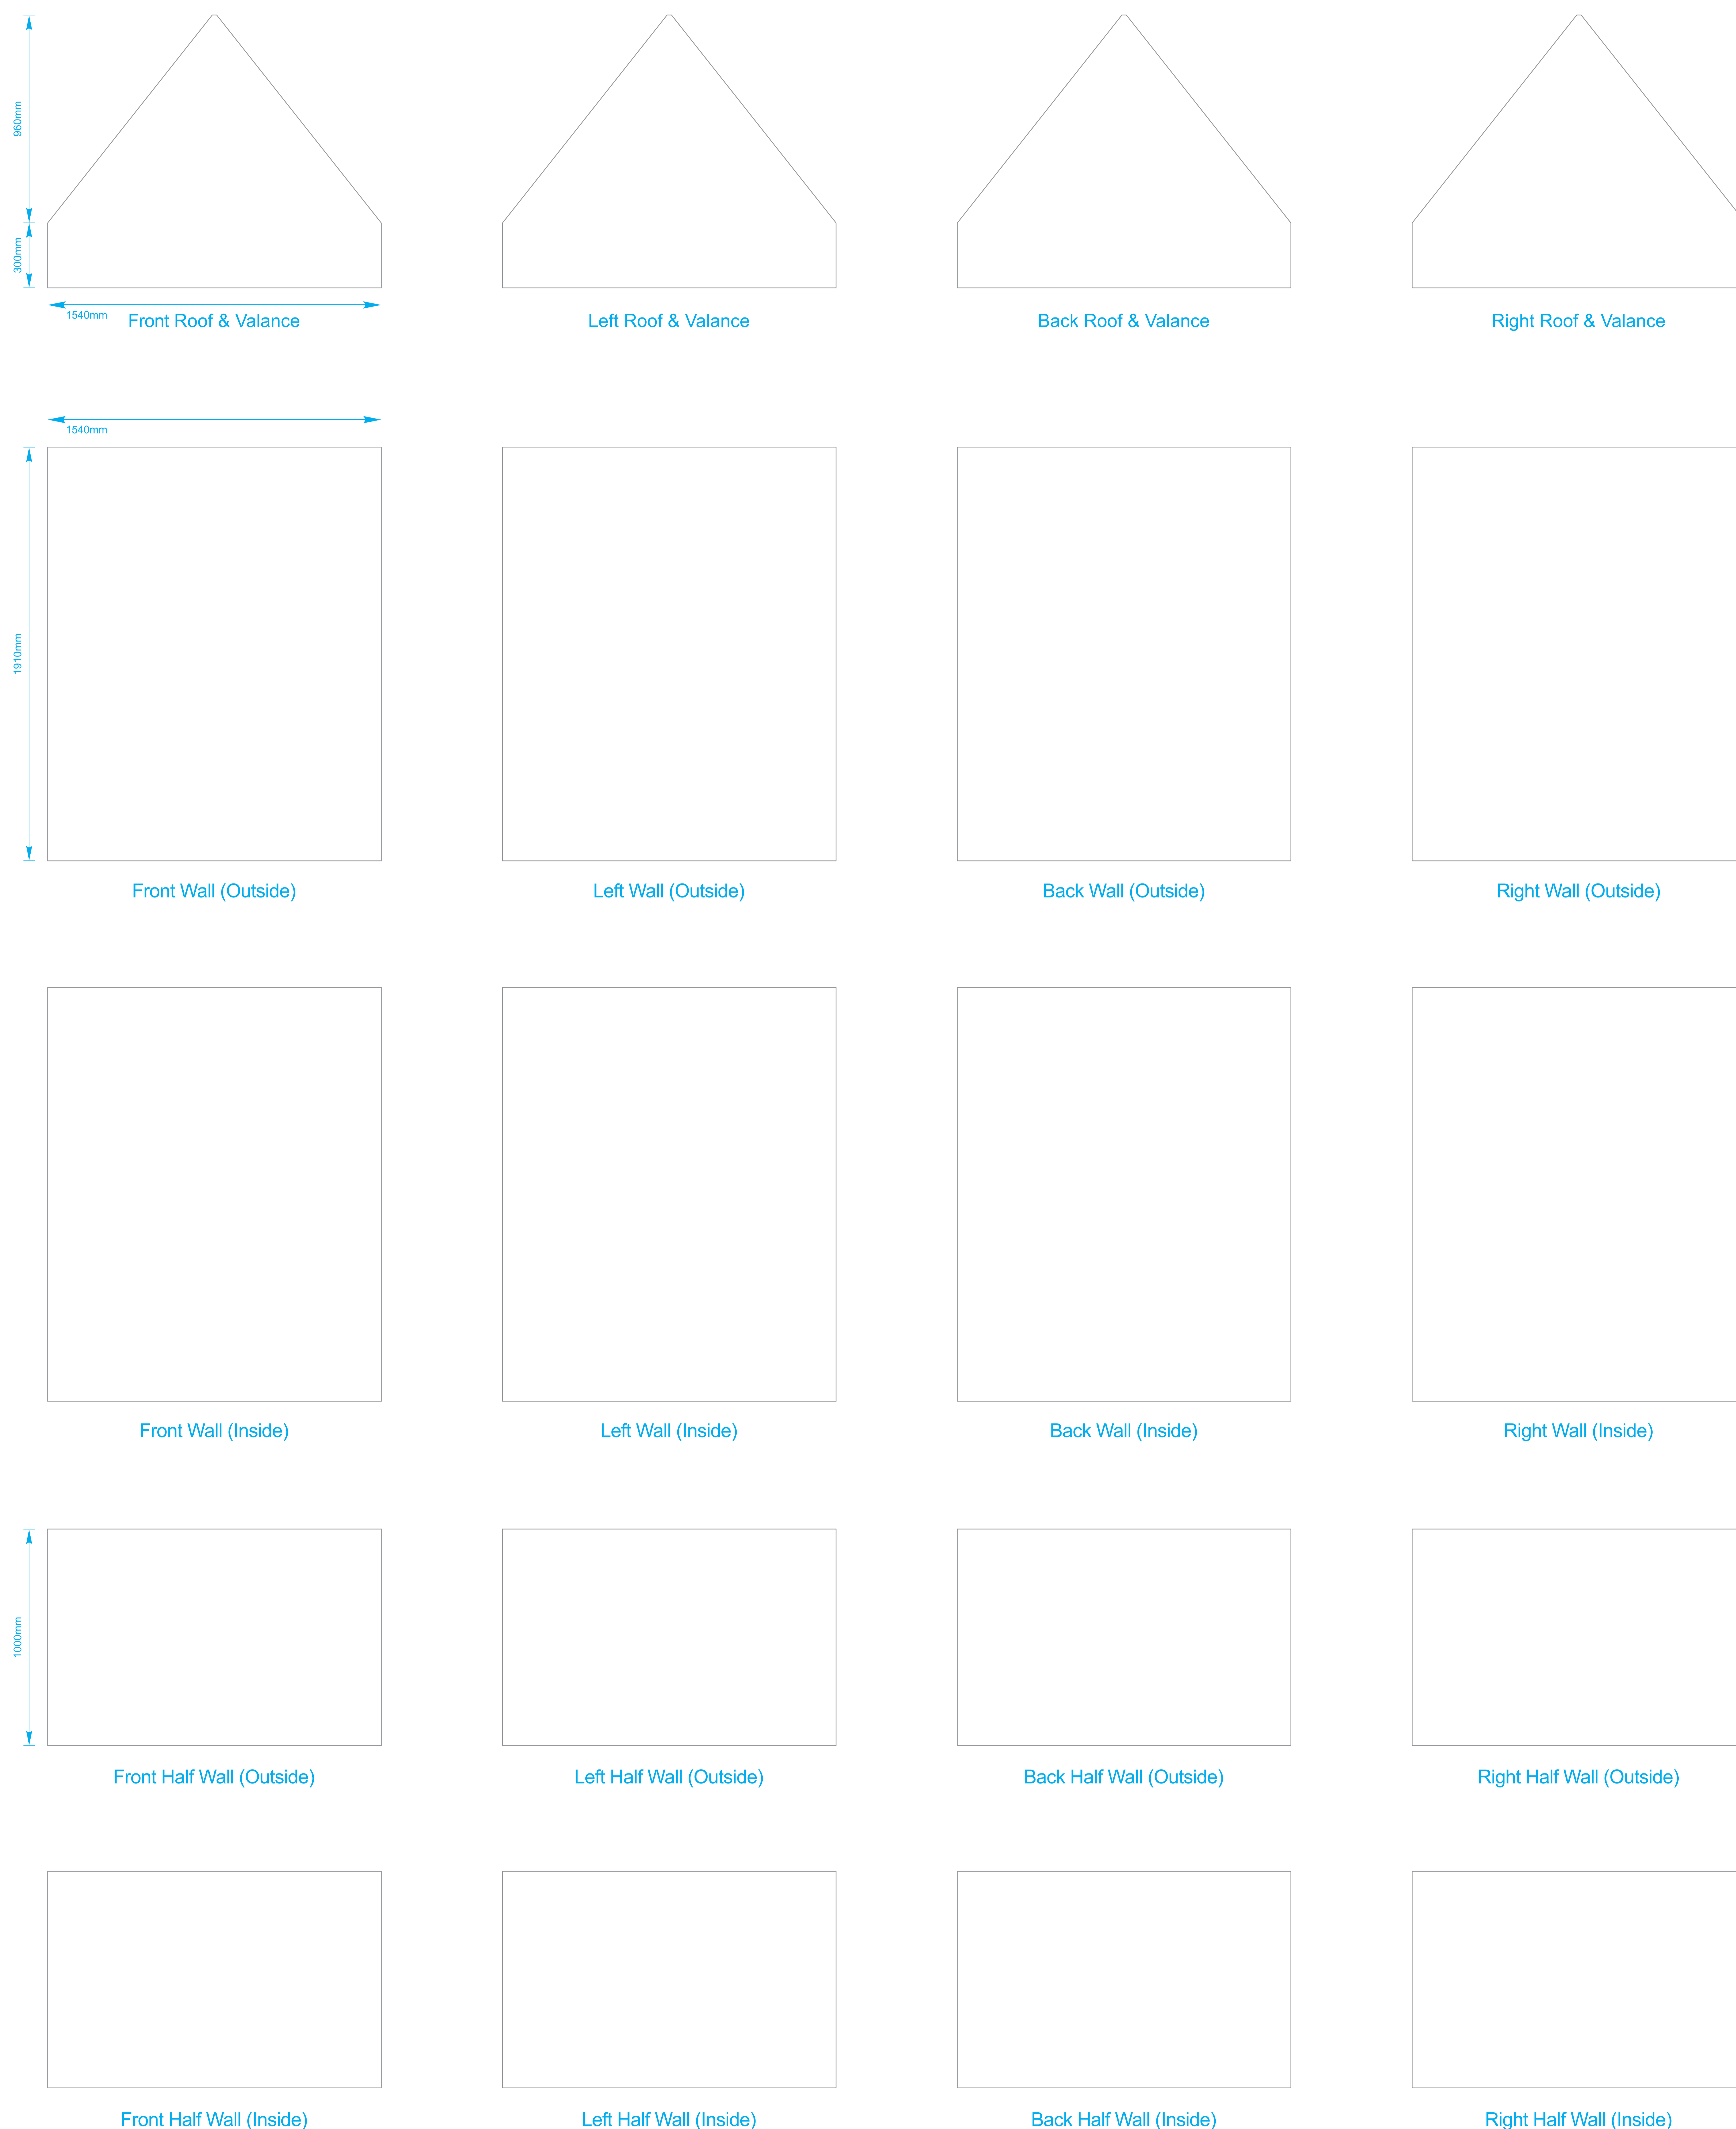 960mm
300mm
1540mm
Front Roof & Valance
Left Roof & Valance
Back Roof & Valance
Right Roof & Valance
1540mm
1910mm
Front Wall (Outside)
Left Wall (Outside)
Back Wall (Outside)
Right Wall (Outside)
Front Wall (Inside)
Left Wall (Inside)
Back Wall (Inside)
Right Wall (Inside)
1000mm
Front Half Wall (Outside)
Left Half Wall (Outside)
Back Half Wall (Outside)
Right Half Wall (Outside)
Front Half Wall (Inside)
Left Half Wall (Inside)
Back Half Wall (Inside)
Right Half Wall (Inside)